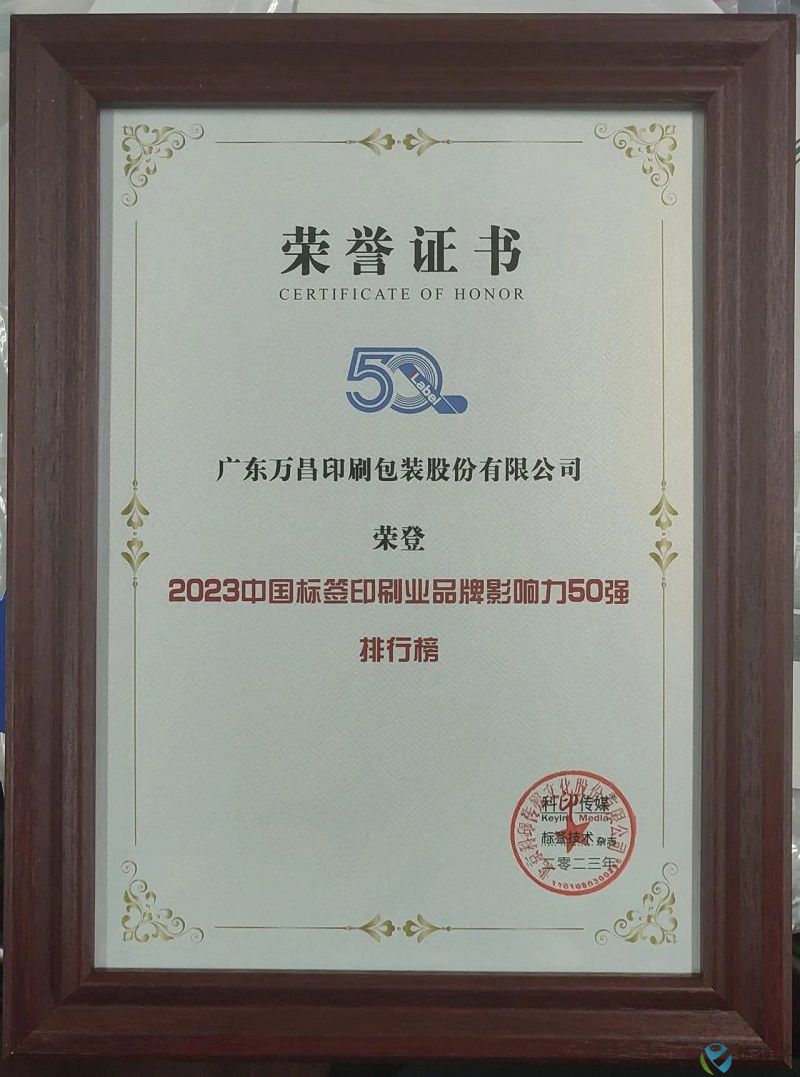 荣誉证书
CERTIFICATE OF HONOR
50
Label
广东万昌印刷包装股份有限公司
荣登
2023中国标签印刷业品牌影响力50强
排行榜
科印传媒
Keyin Media
标签技术 杂志
二零二三年